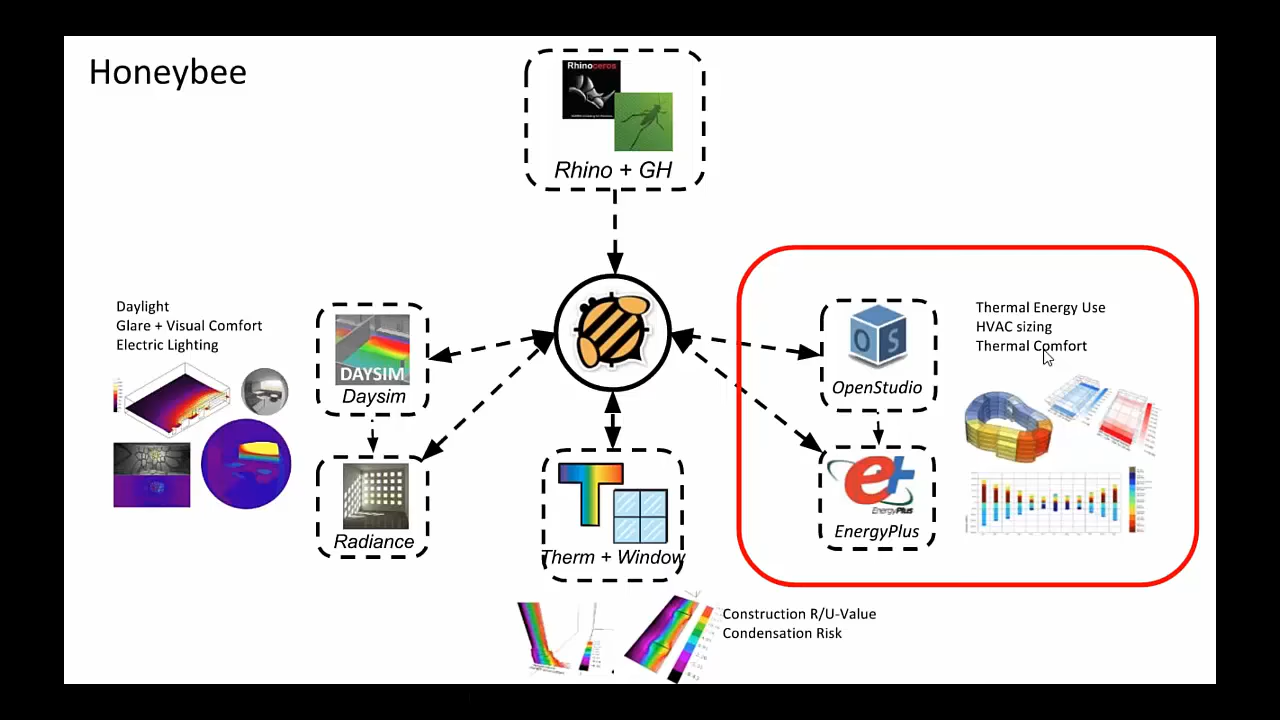 Honeybee
Rhinoceros
Rhino + GH
Daylight
Glare + Visual Comfort
Electric Lighting
DAYSIM
Daysim
Radiance
Therm + Window
OS
OpenStudio
e+
EnergyPlus
EnergyPlus
Thermal Energy Use
HVAC sizing
Thermal Comfort
Construction R/U-Value
Condensation Risk